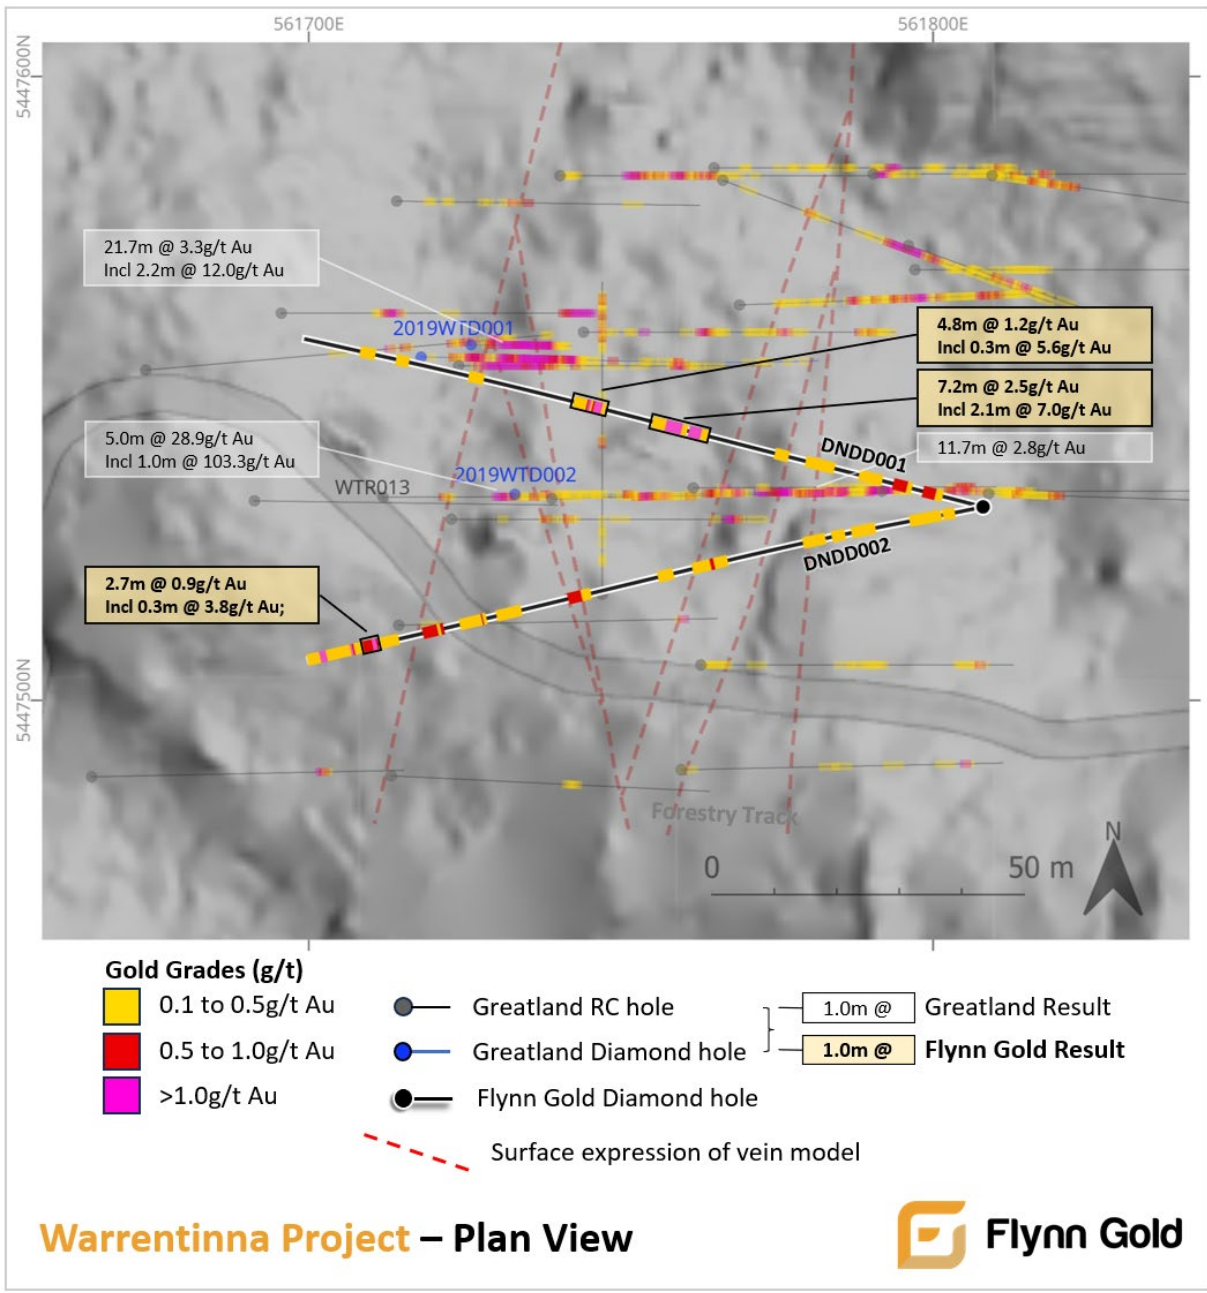 561700E
561800E
5447600N
21.7m @ 3.3g/t Au
Incl 2.2m @ 12.0g/t Au
2019WTD001
4.8m @ 1.2g/t Au
Incl 0.3m @ 5.6g/t Au
7.2m @ 2.5g/t Au
Incl 2.1m @ 7.0g/t Au
DNDD001
11.7m @ 2.8g/t Au
5.0m @ 28.9g/t Au
Incl 1.0m @ 103.3g/t Au
2019WTD002
WTR013
DNDD002
2.7m @ 0.9g/t Au
Incl 0.3m @ 3.8g/t Au;
5447500N
Forestry Track
N
0
50 m
Gold Grades (g/t)
0.1 to 0.5g/t Au
0.5 to 1.0g/t Au
>1.0g/t Au
Greatland RC hole
Greatland Diamond hole
Flynn Gold Diamond hole
Surface expression of vein model
1.0m @
Greatland Result
1.0m @
Flynn Gold Result
Warrentinna Project – Plan View
Flynn Gold